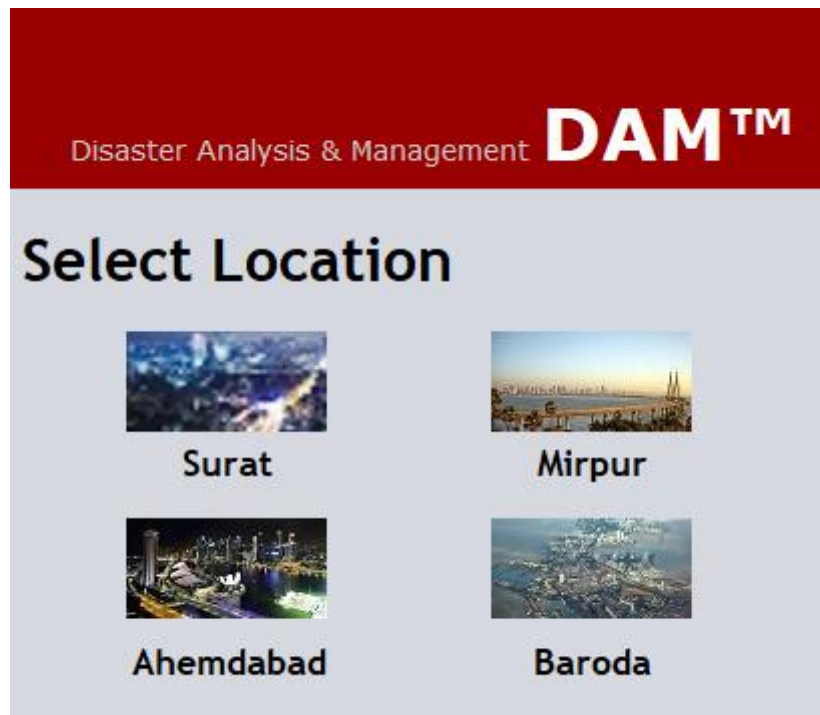 Disaster Analysis & Management DAM™
Select Location
Surat
Mirpur
Ahemdabad
Baroda